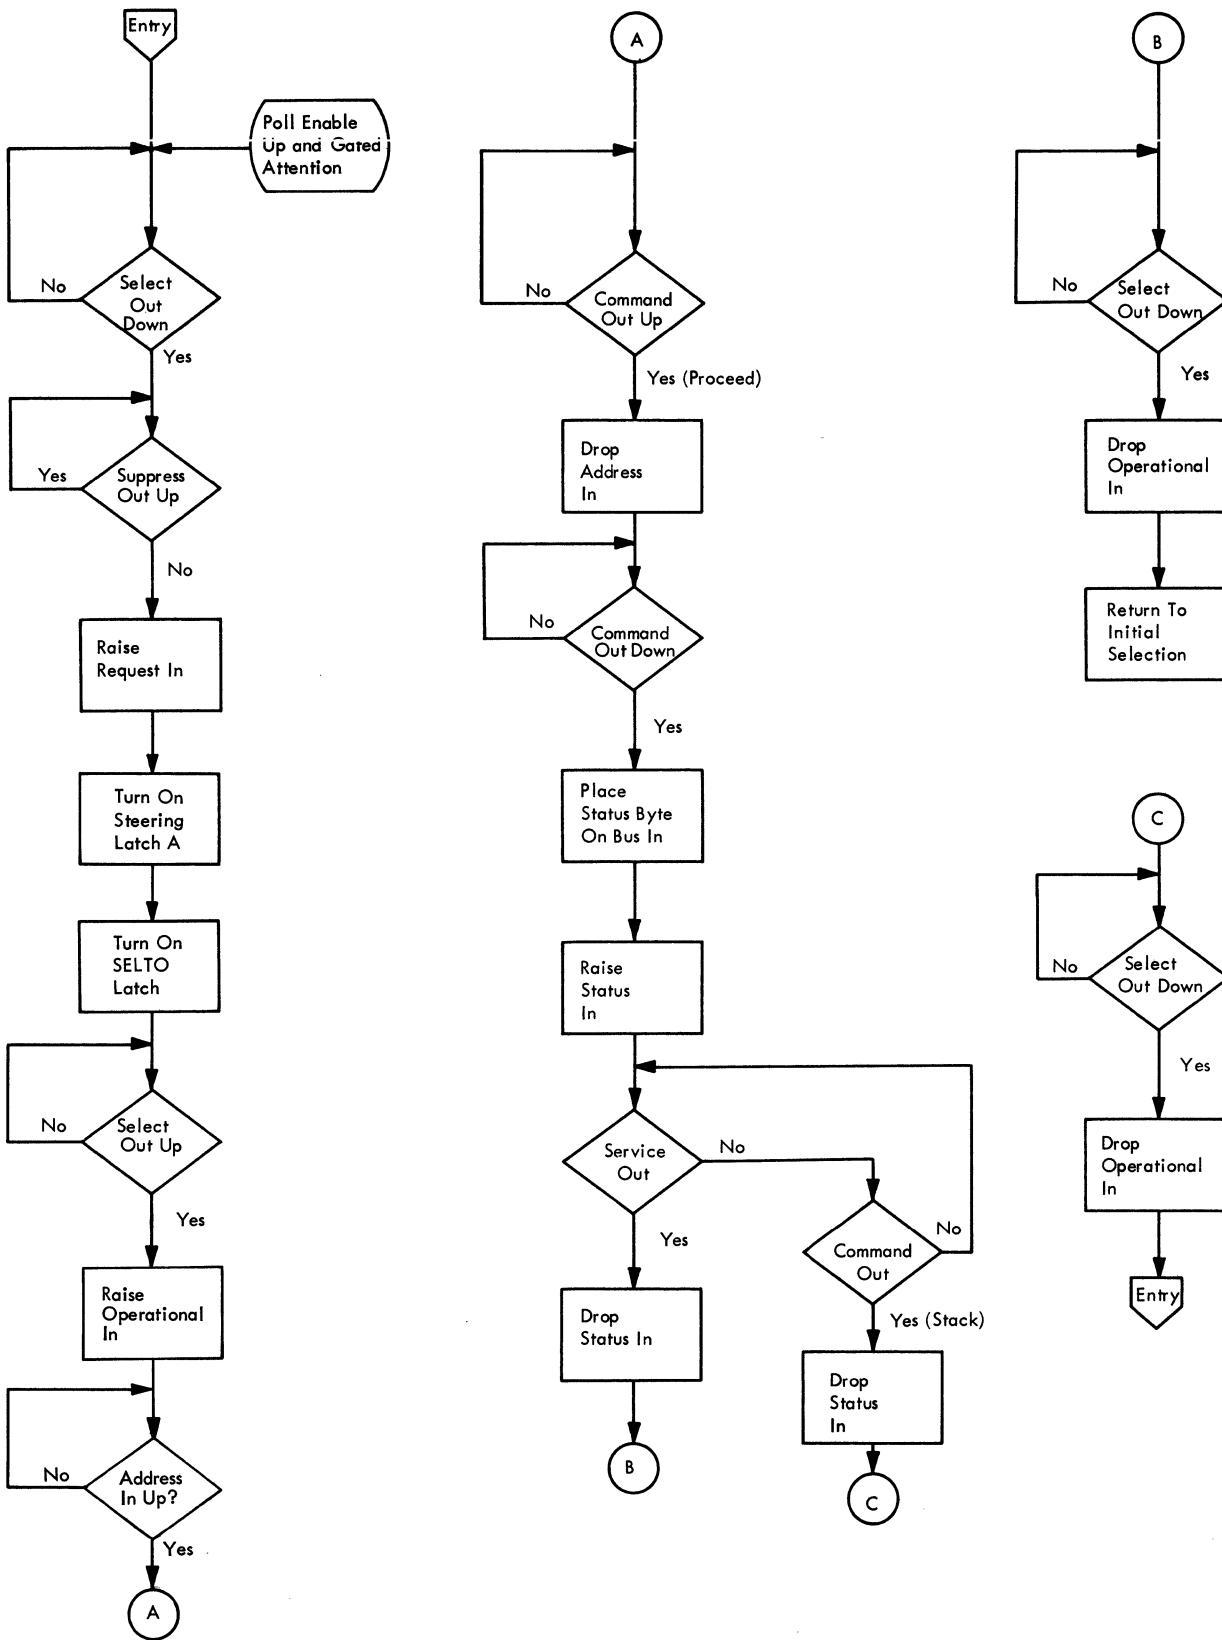 Entry
Poll Enable
Up and Gated
Attention
Select
Out
Down
No
Yes
Suppress
Out Up
Yes
No
Raise
Request In
Turn On
Steering
Latch A
Turn On
SELTO
Latch
Select
Out Up
No
Yes
Raise
Operational
In
Address
In Up?
No
Yes
A
A
Command
Out Up
No
Yes (Proceed)
Drop
Address
In
Command
Out Down
No
Yes
Place
Status Byte
On Bus In
Raise
Status
In
Service
Out
No
Yes
Command
Out
No
Yes (Stack)
Drop
Status In
B
Drop
Status
In
C
B
Select
Out Down
No
Yes
Drop
Operational
In
Return To
Initial
Selection
C
Select
Out Down
No
Yes
Drop
Operational
In
Entry